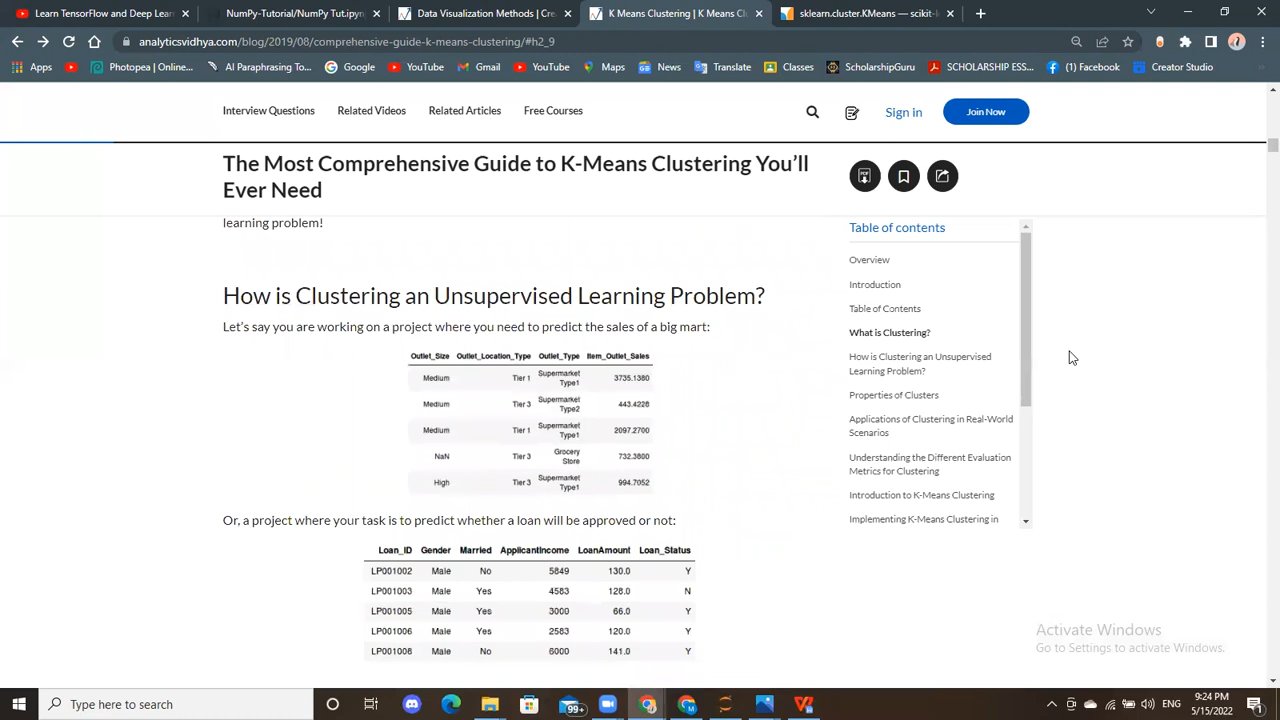 Learn TensorFlow and Deep L
NumPy-Tutorial/NumPy Tutori
Data Visualization Methods | Cre
K-Means Clustering | K Means Cl
sklearn.cluster.KMeans — scikit-l
analyticsvidhya.com/blog/2019/08/comprehensive-guide-k-means-clustering/#h2_9
Apps
Photopea | Online...
AI Paraphrasing To...
Google
YouTube
Gmail
YouTube
Maps
News
Translate
Classes
ScholarshipGuru
SCHOLARSHIP ESS...
(1) Facebook
Creator Studio
Interview Questions Related Videos Related Articles Free Courses
Sign in
Join Now
The Most Comprehensive Guide to K-Means Clustering You’ll
Ever Need
PDF
learning problem!
How is Clustering an Unsupervised Learning Problem?
Let’s say you are working on a project where you need to predict the sales of a big mart:
Outlet_Size Outlet_Location_Type Outlet_Type Item_Outlet_Sales
Medium Tier 1 Supermarket Type1 3735.1380
Medium Tier 3 Supermarket Type2 443.4228
Medium Tier 1 Supermarket Type1 2097.2700
NaN Tier 3 Grocery Store 732.3800
High Tier 3 Supermarket Type1 994.7052
Or, a project where your task is to predict whether a loan will be approved or not:
Loan_ID Gender Married ApplicantIncome LoanAmount Loan_Status
LP001002 Male No 5849 130.0 Y
LP001003 Male Yes 4583 128.0 N
LP001005 Male Yes 3000 66.0 Y
LP001006 Male Yes 2583 120.0 Y
LP001008 Male No 6000 141.0 Y
Table of contents
Overview
Introduction
Table of Contents
What is Clustering?
How is Clustering an Unsupervised
Learning Problem?
Properties of Clusters
Applications of Clustering in Real-World
Scenarios
Understanding the Different Evaluation
Metrics for Clustering
Introduction to K-Means Clustering
Implementing K-Means Clustering in
Activate Windows
Go to Settings to activate Windows.
Type here to search
99+
ENG
9:24 PM
5/15/2022
1